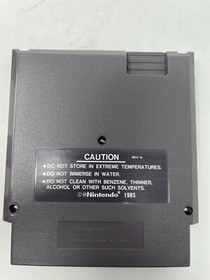 CAUTION REV-A
•DO NOT STORE IN EXTREME TEMPERATURES.
•DO NOT IMMERSE IN WATER.
•DO NOT CLEAN WITH BENZENE, THINNER,
ALCOHOL OR OTHER SUCH SOLVENTS.
©®Nintendo® 1985